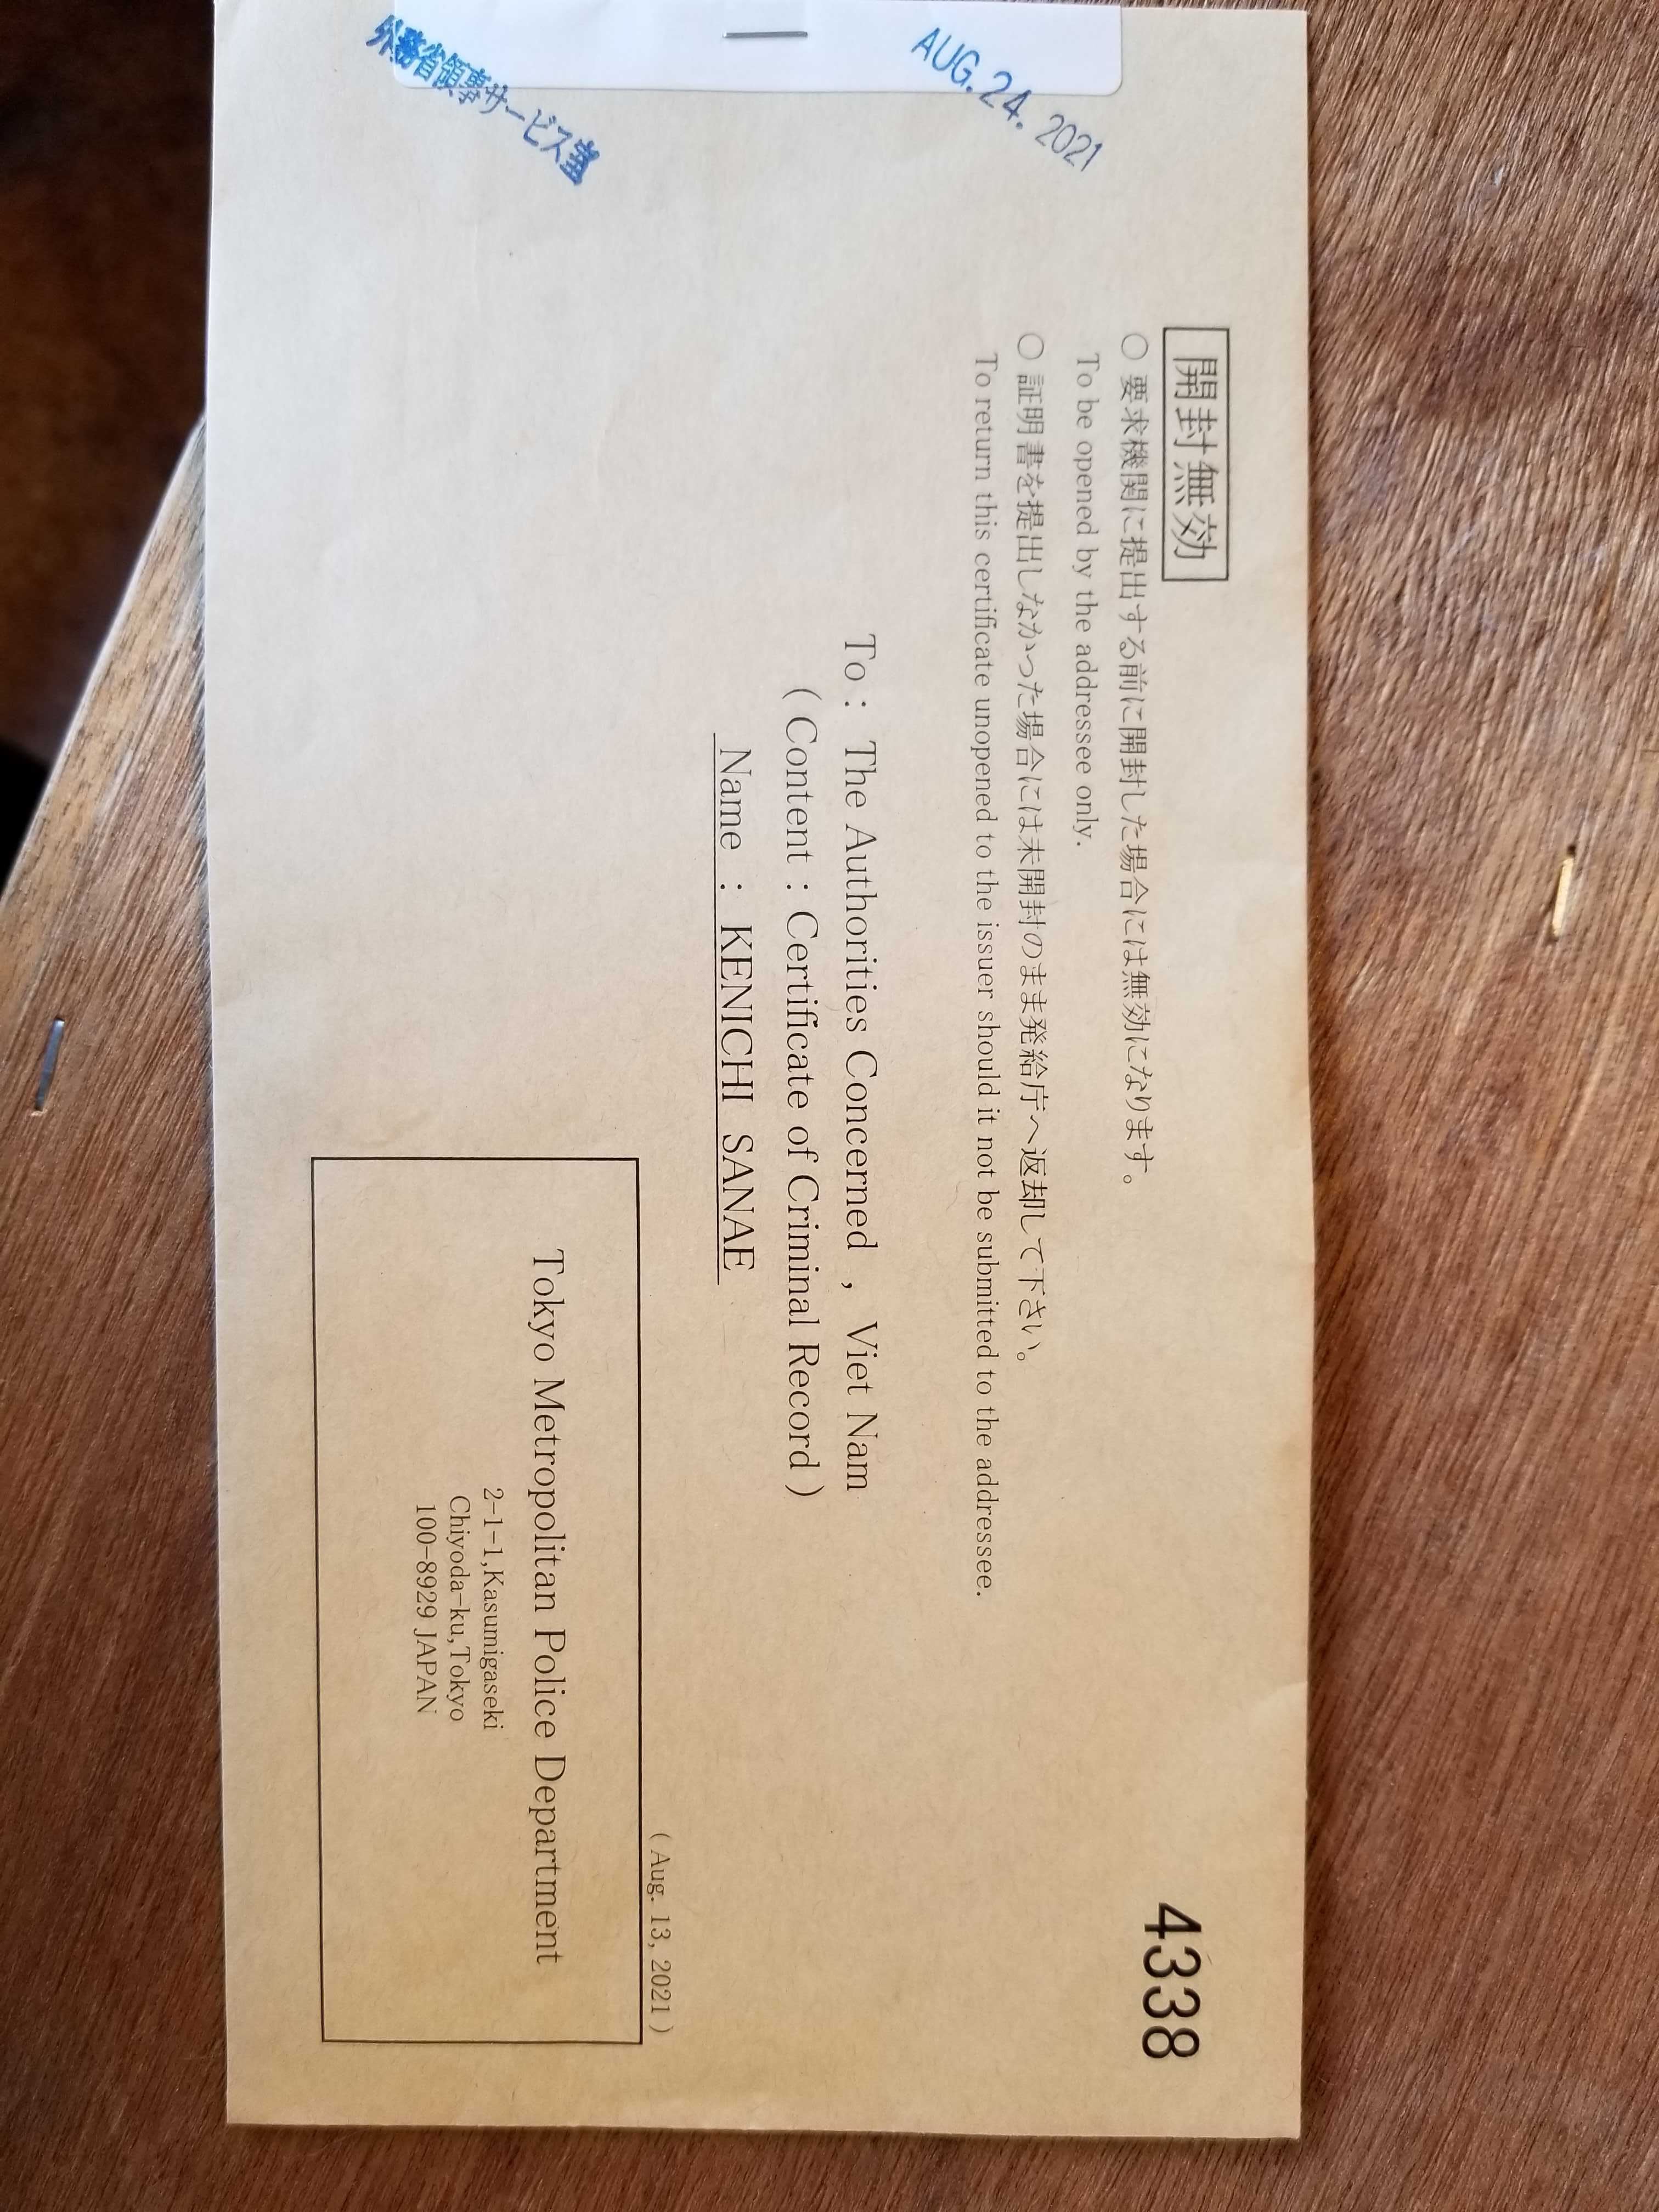 開封無効
4338
○ 要求機関に提出する前に開封した場合には無効になります。
To be opened by the addressee only.
○ 証明書を提出しなかった場合には未開封のまま発給庁へ返却して下さい。
To return this certificate unopened to the issuer should it not be submitted to the addressee.
AUG. 24. 2021
To : The Authorities Concerned , Viet Nam
( Content : Certificate of Criminal Record )
Name : KENICHI SANAE
( Aug. 13, 2021 )
Tokyo Metropolitan Police Department
2-1-1,Kasumigaseki
Chiyoda-ku,Tokyo
100-8929 JAPAN
外務省領事サービス室